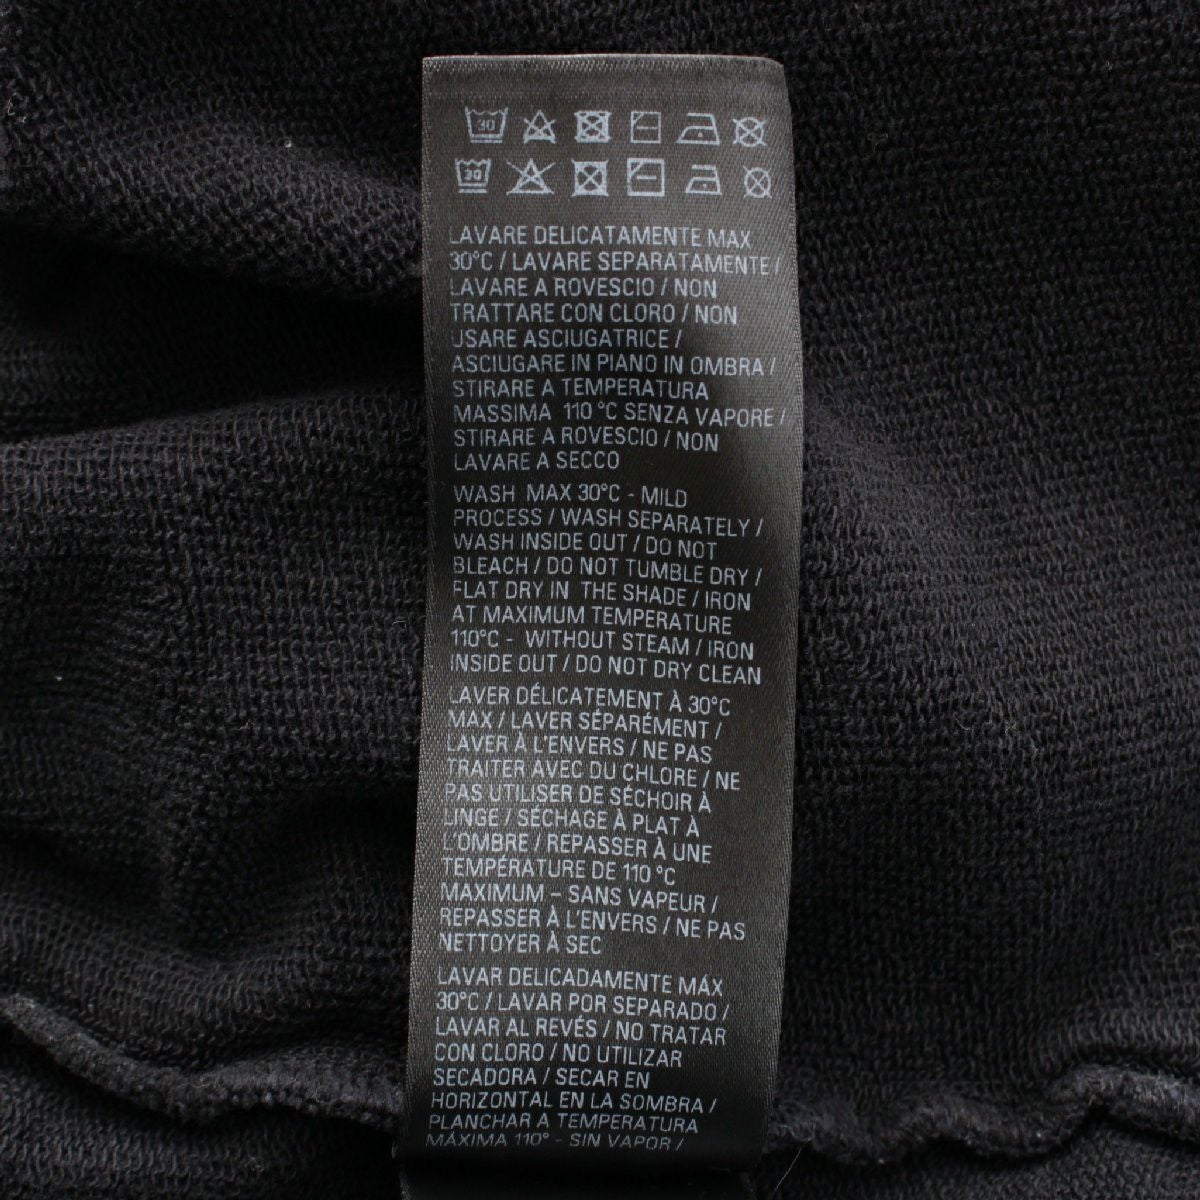 30
30
LAVARE DELICATAMENTE MAX
30°C / LAVARE SEPARATAMENTE /
LAVARE A ROVESCIO / NON
TRATTARE CON CLORO / NON
USARE ASCIUGATRICE /
ASCIUGARE IN PIANO IN OMBRA /
STIRARE A TEMPERATURA
MASSIMA 110 °C SENZA VAPORE /
STIRARE A ROVESCIO / NON
LAVARE A SECCO
WASH MAX 30°C - MILD
PROCESS / WASH SEPARATELY /
WASH INSIDE OUT / DO NOT
BLEACH / DO NOT TUMBLE DRY /
FLAT DRY IN THE SHADE / IRON
AT MAXIMUM TEMPERATURE
110°C - WITHOUT STEAM / IRON
INSIDE OUT / DO NOT DRY CLEAN
LAVER DÉLICATEMENT À 30°C
MAX / LAVER SÉPARÉMENT /
LAVER À L'ENVERS / NE PAS
TRAITER AVEC DU CHLORE / NE
PAS UTILISER DE SÉCHOIR À
LINGE / SÉCHAGE À PLAT À
L'OMBRE / REPASSER À UNE
TEMPÉRATURE DE 110 °C
MAXIMUM – SANS VAPEUR /
REPASSER À L'ENVERS / NE PAS
NETTOYER À SEC
LAVAR DELICADAMENTE MÁX
30°C / LAVAR POR SEPARADO /
LAVAR AL REVÉS / NO TRATAR
CON CLORO / NO UTILIZAR
SECADORA / SECAR EN
HORIZONTAL EN LA SOMBRA /
PLANCHAR A TEMPERATURA
MÁXIMA 110° - SIN VAPOR /